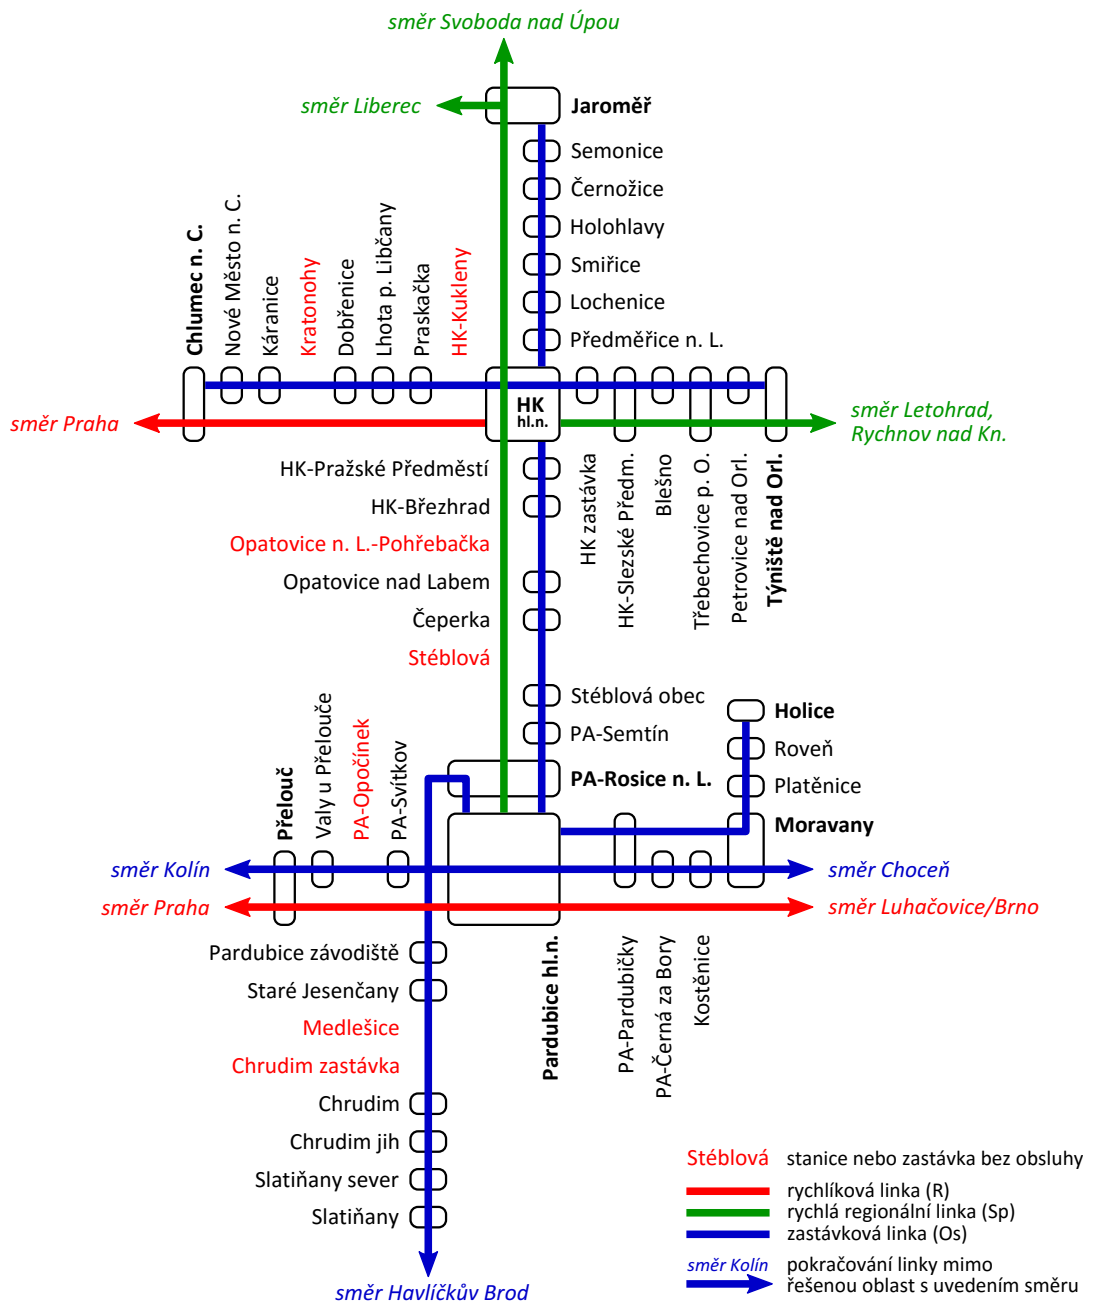 směr Svoboda nad Úpou
směr Liberec
Jaroměř
Semonice
Černožice
Holohlavy
Smiřice
Lochenice
Předměřice n. L.
Chlumec n. C.
Nové Město n. C.
Káranice
Kratonohy
Dobřenice
Lhota p. Libčany
Praskačka
HK-Kukleny
HK
hl.n.
směr Praha
směr Letohrad,
Rychnov nad Kn.
HK-Pražské Předměstí
HK-Březhrad
Opatovice n. L.-Pohřebačka
Opatovice nad Labem
Čeperka
Stéblová
HK zastávka
HK-Slezské Předm.
Blešno
Třebechovice p. O.
Petrovice nad Orl.
Týniště nad Orl.
Stéblová obec
PA-Semtín
PA-Rosice n. L.
Holice
Roveň
Platěnice
Moravany
Přelouč
Valy u Přelouče
PA-Opočínek
PA-Svítkov
směr Kolín
směr Choceň
směr Praha
směr Luhačovice/Brno
Pardubice hl.n.
PA-Pardubičky
PA-Černá za Bory
Kostěnice
Pardubice závodiště
Staré Jesenčany
Medlešice
Chrudim zastávka
Chrudim
Chrudim jih
Slatiňany sever
Slatiňany
směr Havlíčkův Brod
Stéblová stanice nebo zastávka bez obsluhy
rychlíková linka (R)
rychlá regionální linka (Sp)
zastávková linka (Os)
směr Kolín pokračování linky mimo
řešenou oblast s uvedením směru